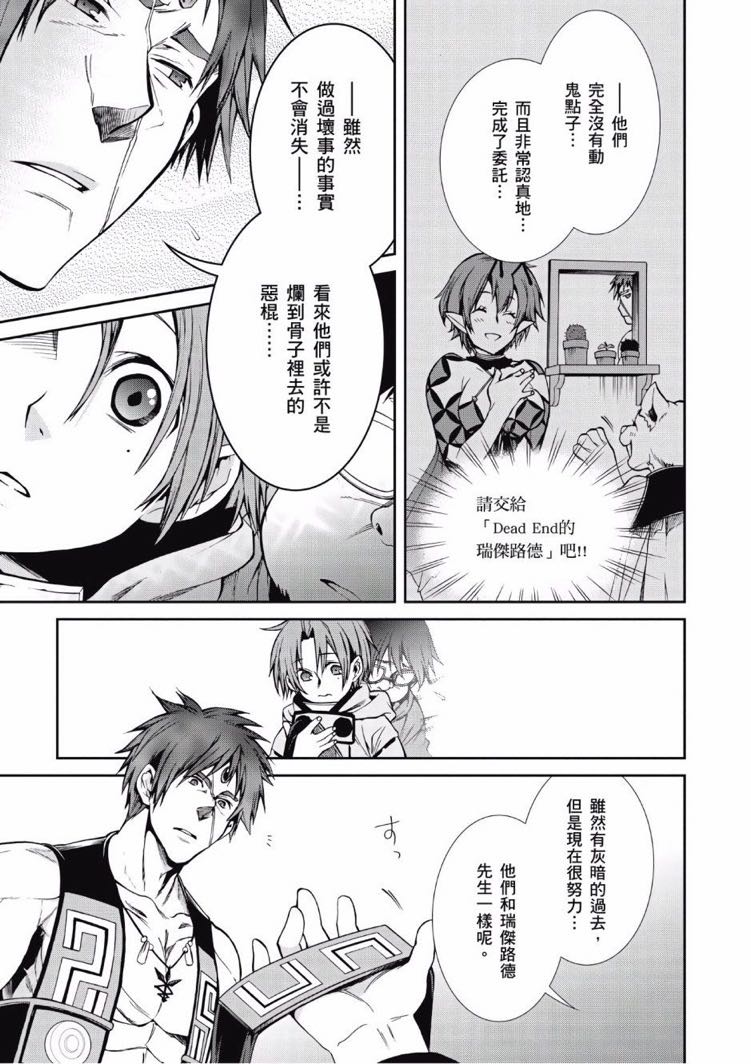 ——他們
完全沒有動
鬼點子…
而且非常認真地…
完成了委託…
請交給
「Dead End的
瑞傑路德」吧!!
——雖然
做過壞事的事實
不會消失——…
看來他們或許不是
爛到骨子裡去的
惡棍……
雖然有灰暗的過去，
但是現在很努力…
他們和瑞傑路德
先生一樣呢。